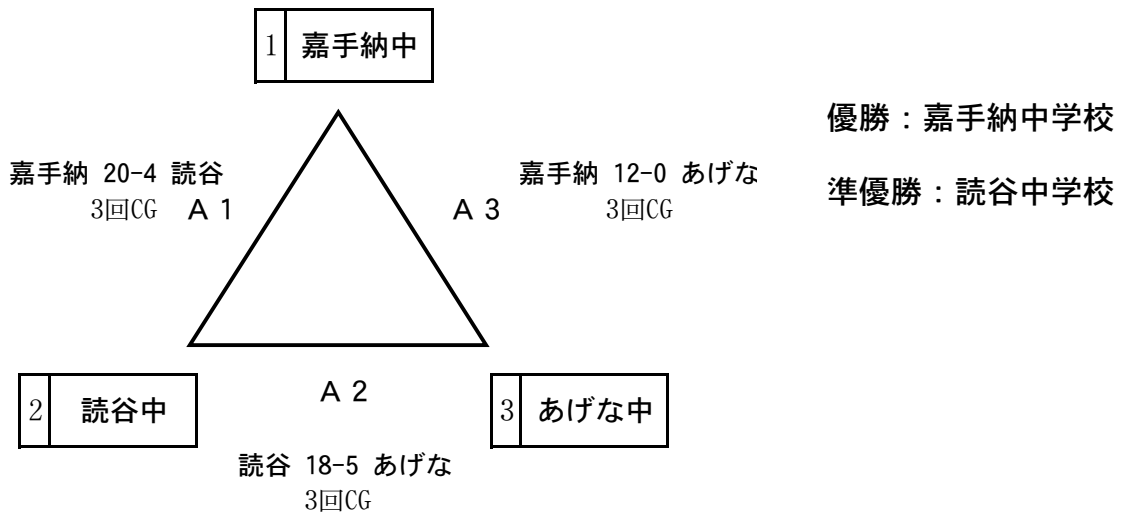 1 嘉手納中
優勝：嘉手納中学校
嘉手納 20-4 読谷
3回CG
A 1
嘉手納 12-0 あげな
3回CG
A 3
準優勝：読谷中学校
2 読谷中
A 2
3 あげな中
読谷 18-5 あげな
3回CG